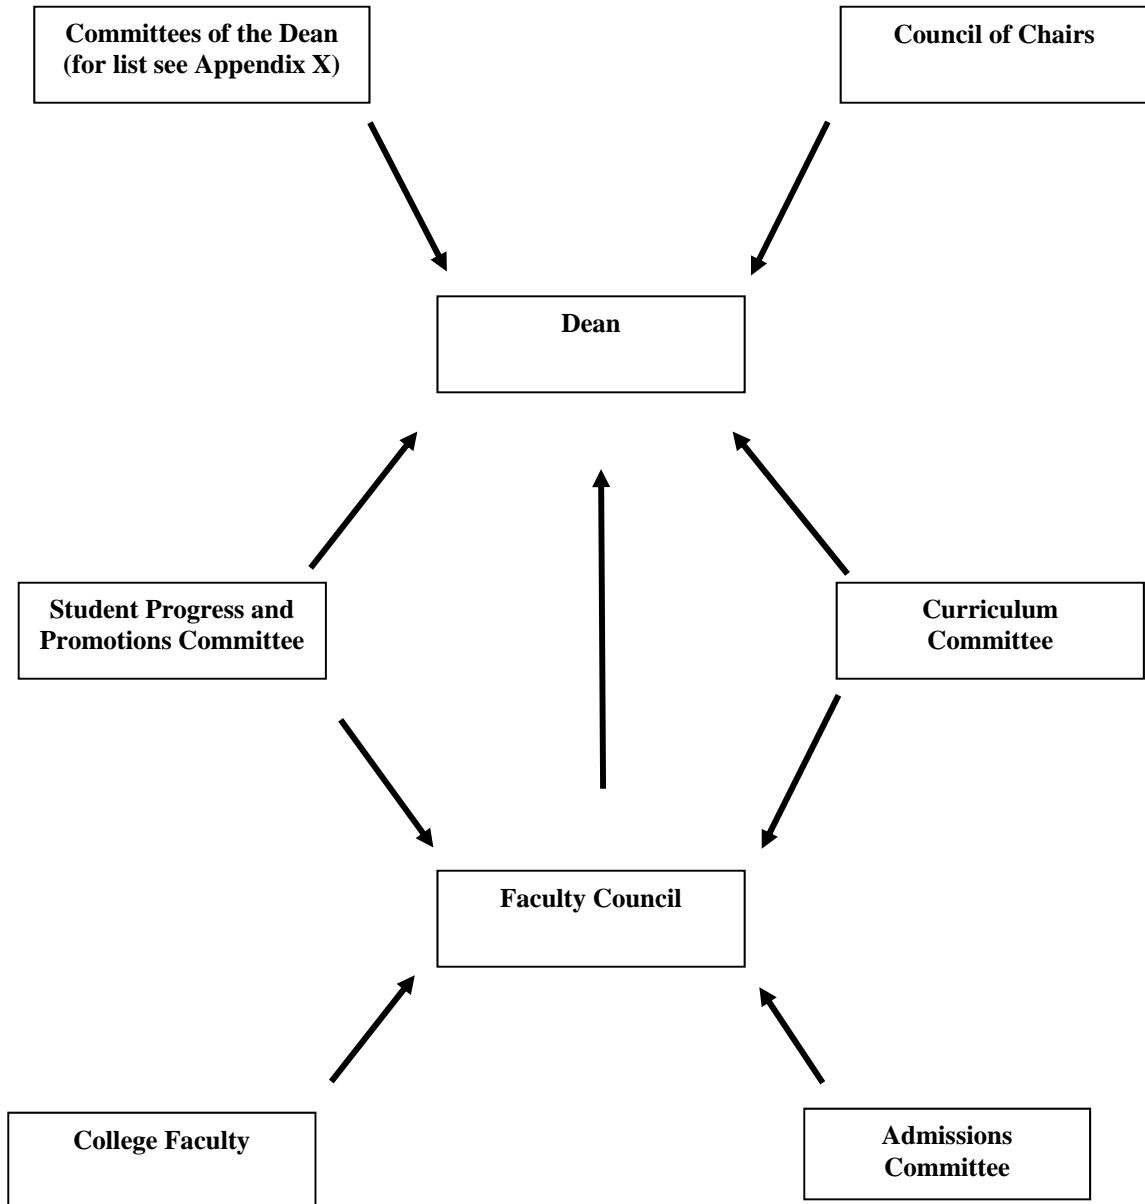 Committees of the Dean
(for list see Appendix X)
Council of Chairs
Dean
Student Progress and
Promotions Committee
Curriculum
Committee
Faculty Council
College Faculty
Admissions
Committee